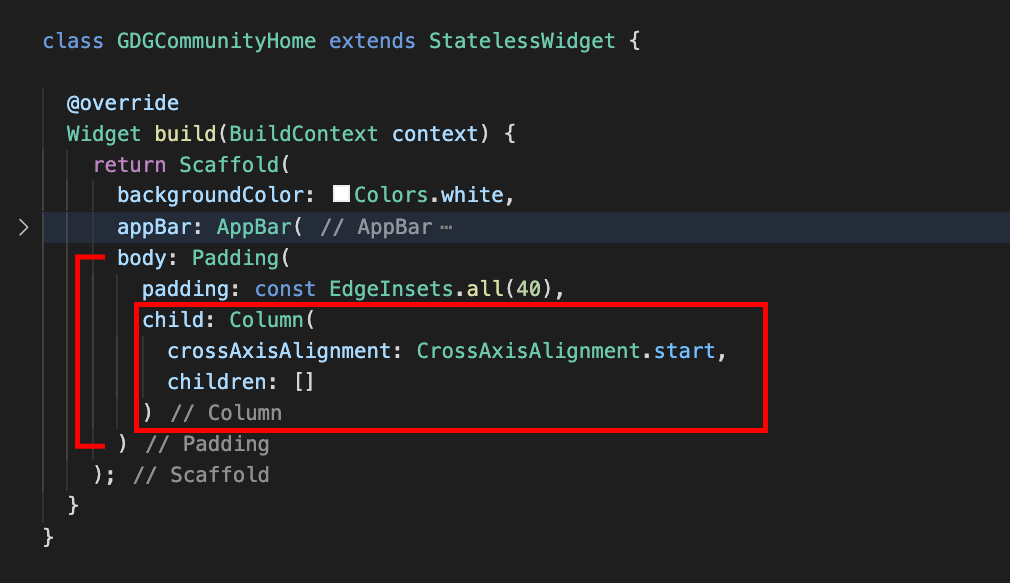 class GDGCommunityHome extends StatelessWidget {
@override
Widget build(BuildContext context) {
return Scaffold(
backgroundColor: Colors.white,
appBar: AppBar( // AppBar ⋯
body: Padding(
padding: const EdgeInsets.all(40),
child: Column(
crossAxisAlignment: CrossAxisAlignment.start,
children: []
) // Column
) // Padding
); // Scaffold
}
}